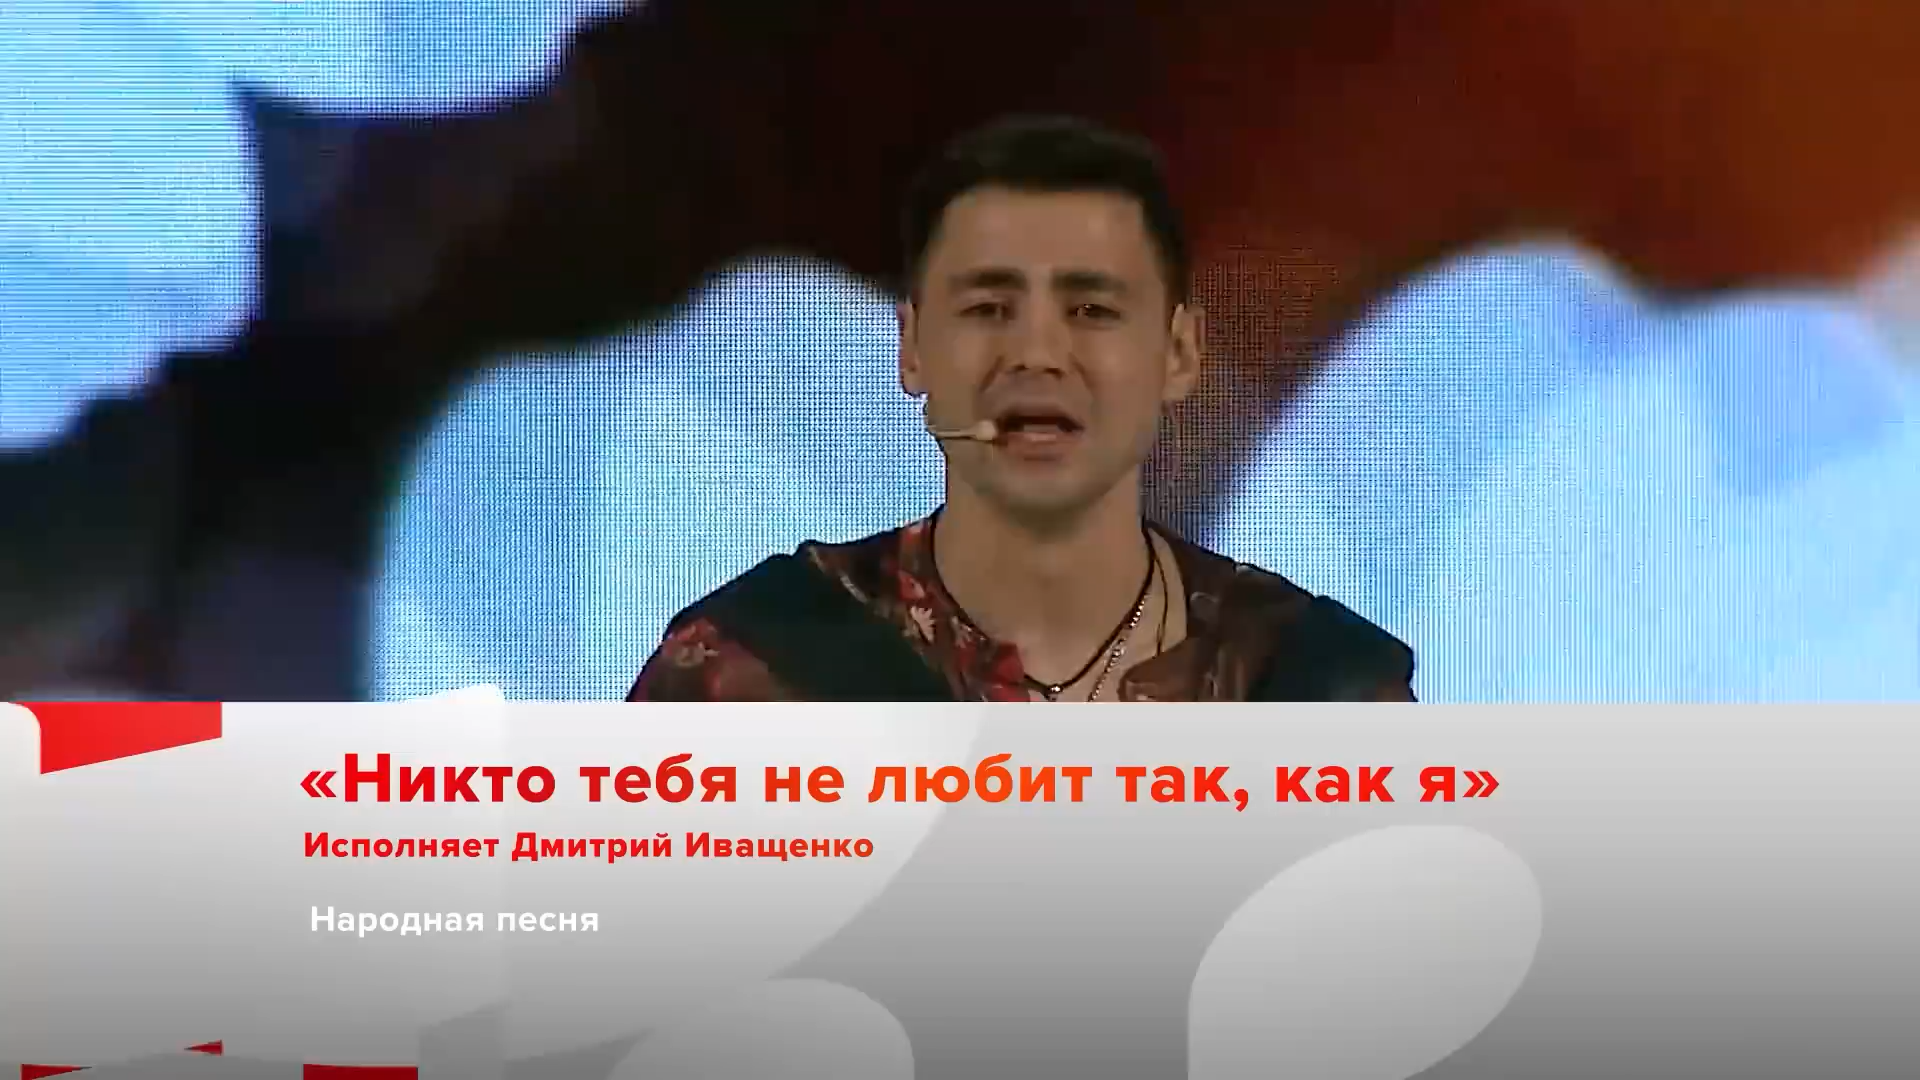 «Никто тебя не любит так, как я»
Исполняет Дмитрий Иващенко
Народная песня